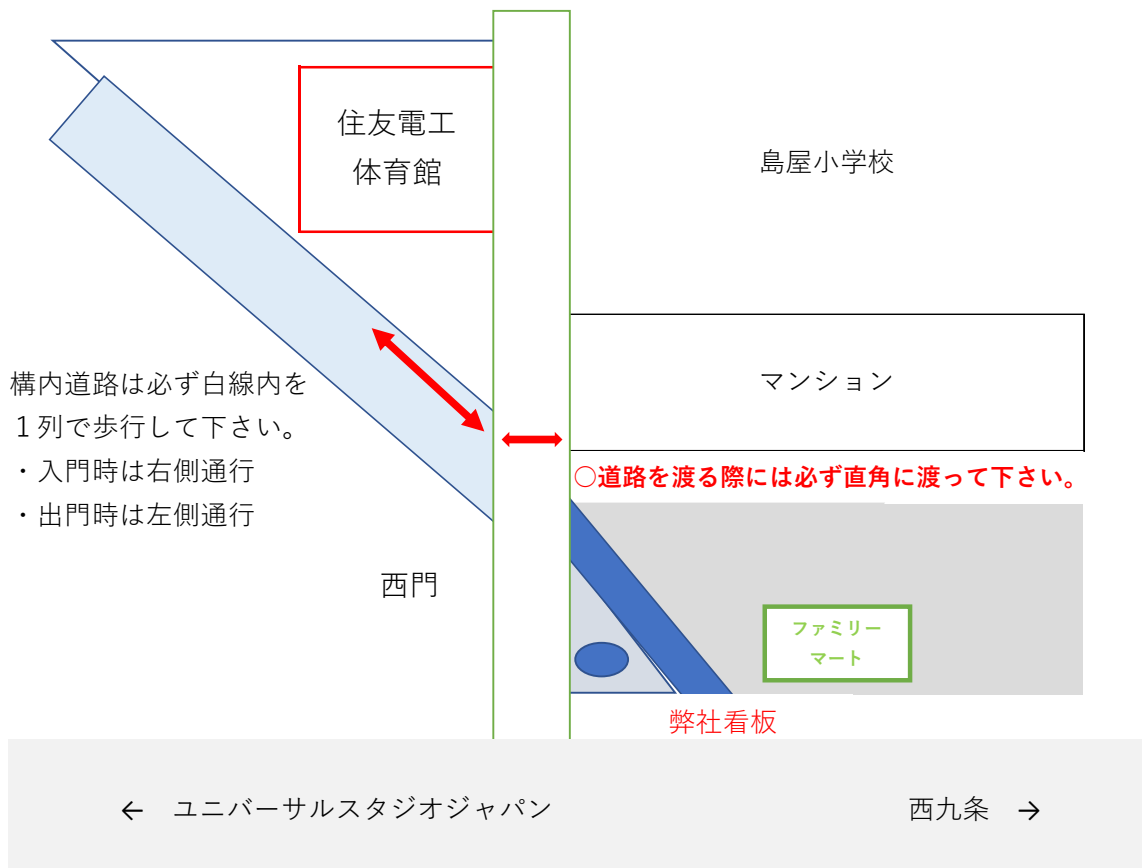 住友電工
体育館
島屋小学校
マンション
構内道路は必ず白線内を
１列で歩行して下さい。
・入門時は右側通行
・出門時は左側通行
○道路を渡る際には必ず直角に渡って下さい。
西門
ファミリー
マート
弊社看板
← ユニバーサルスタジオジャパン
西九条 →